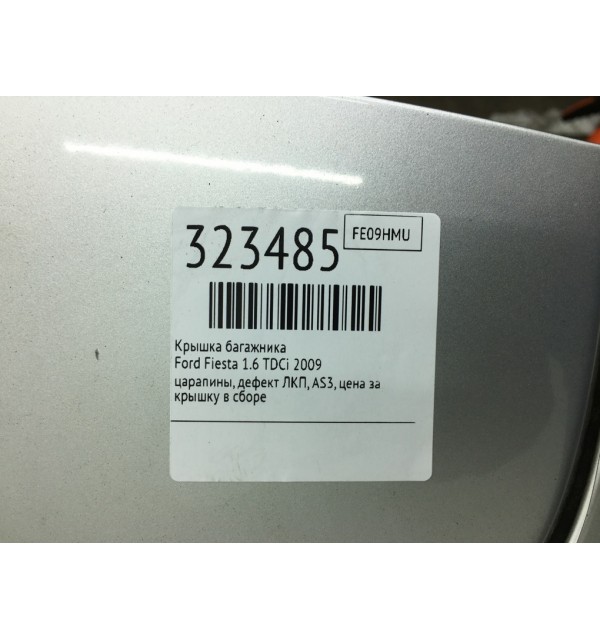 323485
FE09HMU
Крышка багажника
Ford Fiesta 1.6 TDCi 2009
царапины, дефект ЛКП, AS3, цена за
крышку в сборе